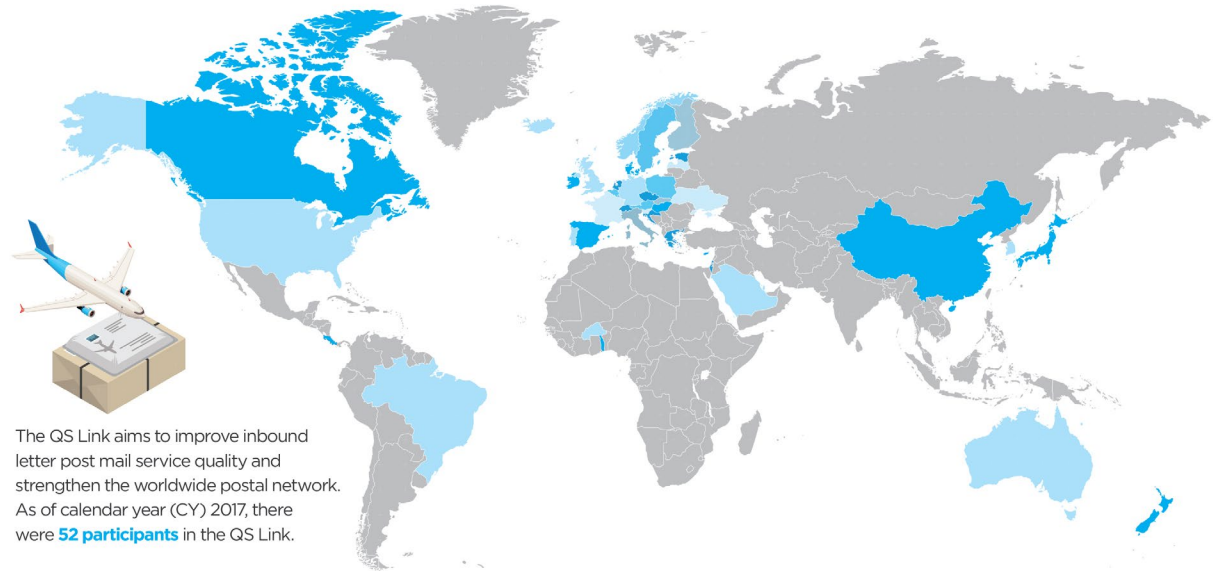 The QS Link aims to improve inbound
letter post mail service quality and
strengthen the worldwide postal network.
As of calendar year (CY) 2017, there
were 52 participants in the QS Link.